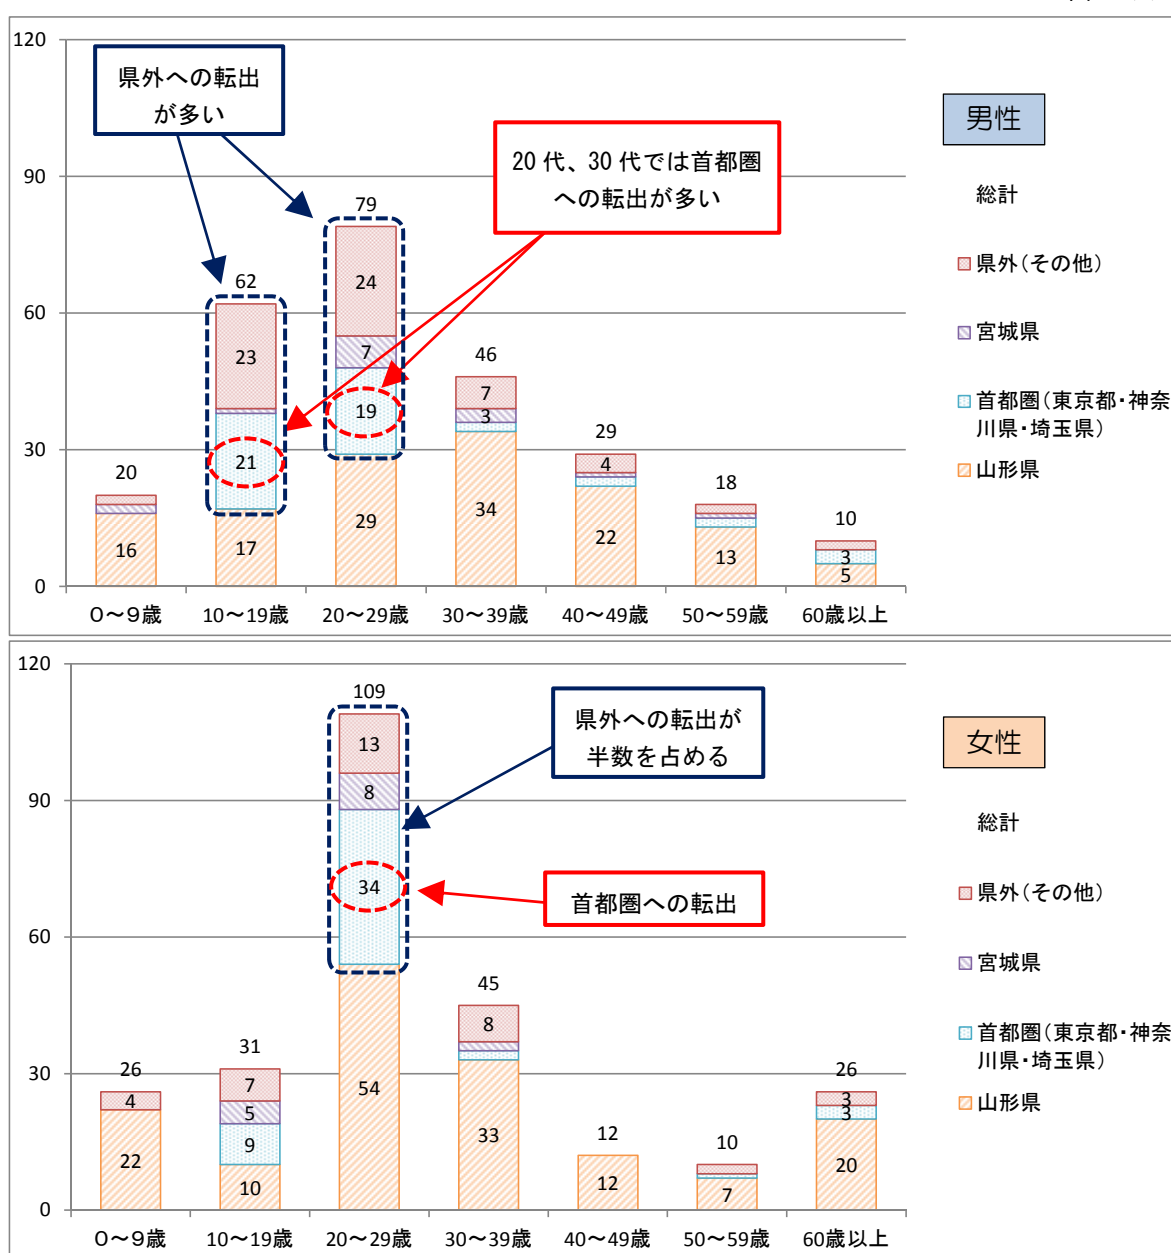 120
90
60
30
0
県外への転出
が多い
20代、30代では首都圏
への転出が多い
男性
総計
県外(その他)
宮城県
首都圏(東京都・神奈
川県・埼玉県)
山形県
20
16
62
23
21
17
79
24
7
19
29
46
7
3
34
29
4
22
18
13
10
3
5
0～9歳 10～19歳 20～29歳 30～39歳 40～49歳 50～59歳 60歳以上
120
90
60
30
0
県外への転出が
半数を占める
首都圏への転出
女性
総計
県外(その他)
宮城県
首都圏(東京都・神奈
川県・埼玉県)
山形県
26
4
22
31
7
5
9
10
109
13
8
34
54
45
8
33
12
12
10
7
26
3
3
20
0～9歳 10～19歳 20～29歳 30～39歳 40～49歳 50～59歳 60歳以上